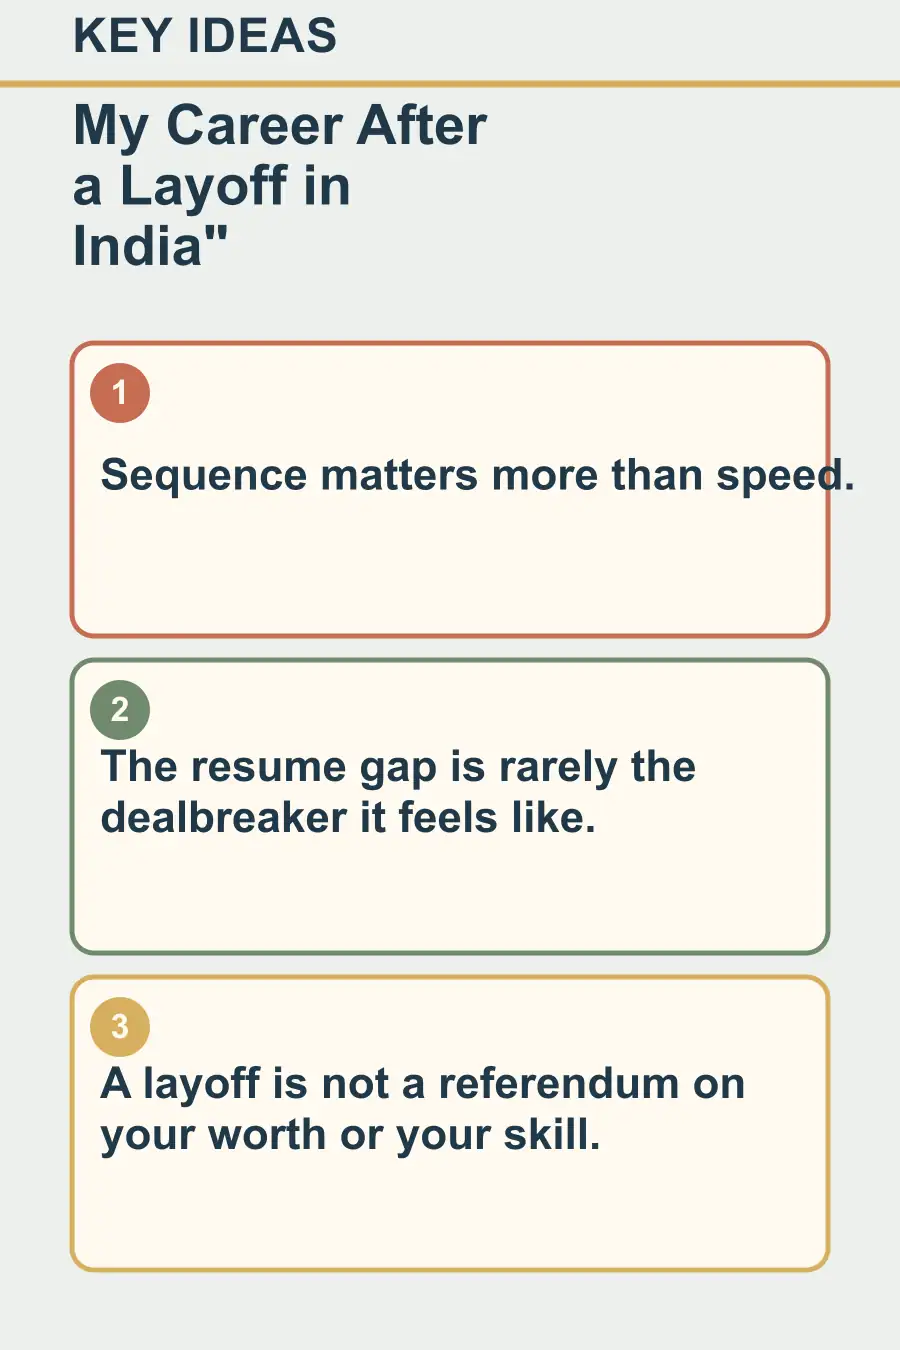 KEY IDEAS
My Career After
a Layoff in
India"
1
Sequence matters more than speed.
2
The resume gap is rarely the
dealbreaker it feels like.
3
A layoff is not a referendum on
your worth or your skill.